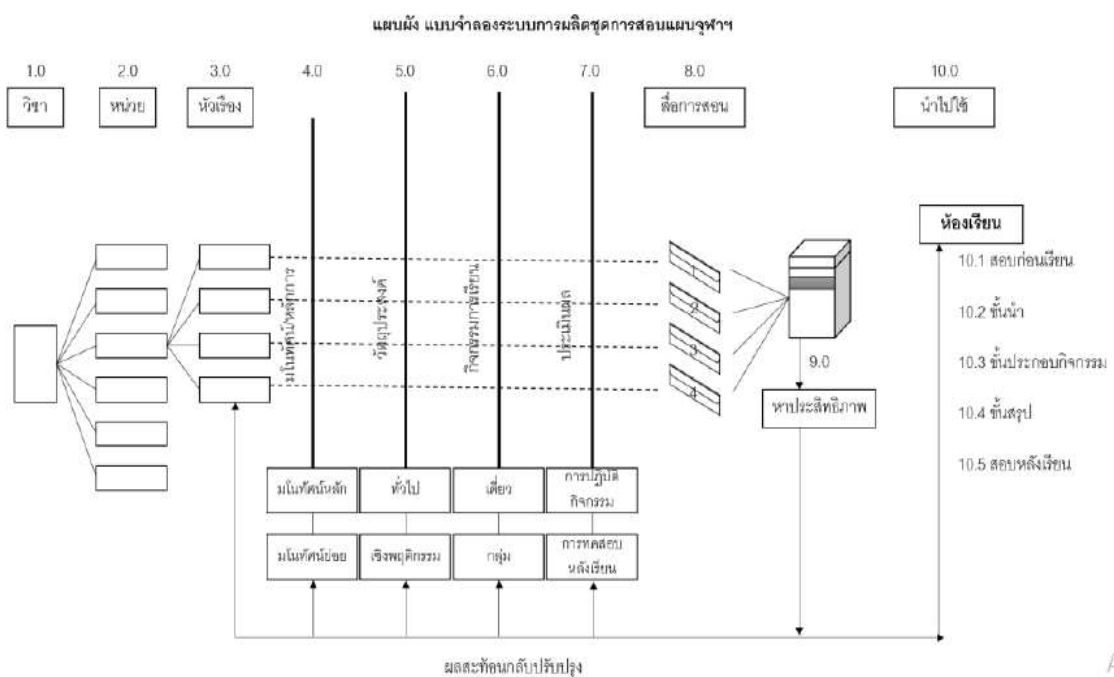 แผนผัง แบบจำลองระบบการผลิตชุดการสอนแผนจุฬาฯ
1.0
2.0
3.0
4.0
5.0
6.0
7.0
8.0
10.0
วิชา
หน่วย
หัวเรื่อง
สื่อการสอน
นำไปใช้
ห้องเรียน
มโนทัศน์/หลักการ
วัตถุประสงค์
กิจกรรมการเรียน
ประเมินผล
1
2
3
4
9.0
หาประสิทธิภาพ
10.1 สอบก่อนเรียน
10.2 ขั้นนำ
10.3 ขั้นประกอบกิจกรรม
10.4 ขั้นสรุป
10.5 สอบหลังเรียน
มโนทัศน์หลัก
ทั่วไป
เดี่ยว
การปฏิบัติ
กิจกรรม
มโนทัศน์ย่อย
เชิงพฤติกรรม
กลุ่ม
การทดสอบ
หลังเรียน
ผลสะท้อนกลับปรับปรุง